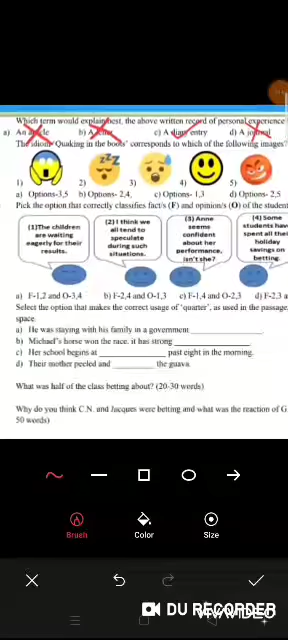 Which term would explain best, the above written record of personal experience
a) An article b) A letter c) A diary entry d) A journal
The idiom 'Quaking in the boots' corresponds to which of the following images?
1) 2) 3) 4) 5)
a) Options-3,5 b) Options- 2,4, c) Options- 1,3 d) Options- 2,5
Pick the option that correctly classifies fact/s (F) and opinion/s (O) of the student
(1)The children are waiting eagerly for their results.
(2) I think we all tend to speculate during such situations.
(3) Anne seems confident about her performance, isn't she?
(4) Some students hav spent all thei holiday savings on betting.
a) F-1,2 and O-3,4 b) F-2,4 and O-1,3 c) F-1,4 and O-2,3 d) F-2,3 a
Select the option that makes the correct usage of 'quarter', as used in the passage,
space.
a) He was staying with his family in a government ____________.
b) Michael's horse won the race, it has strong ____________.
c) Her school begins at ____________ past eight in the morning.
d) Their mother peeled and ________ the guava.
What was half of the class betting about? (20-30 words)
Why do you think C.N. and Jacques were betting and what was the reaction of G
50 words)
Brush Color Size
DU RECORDER
VIVAVIDEO